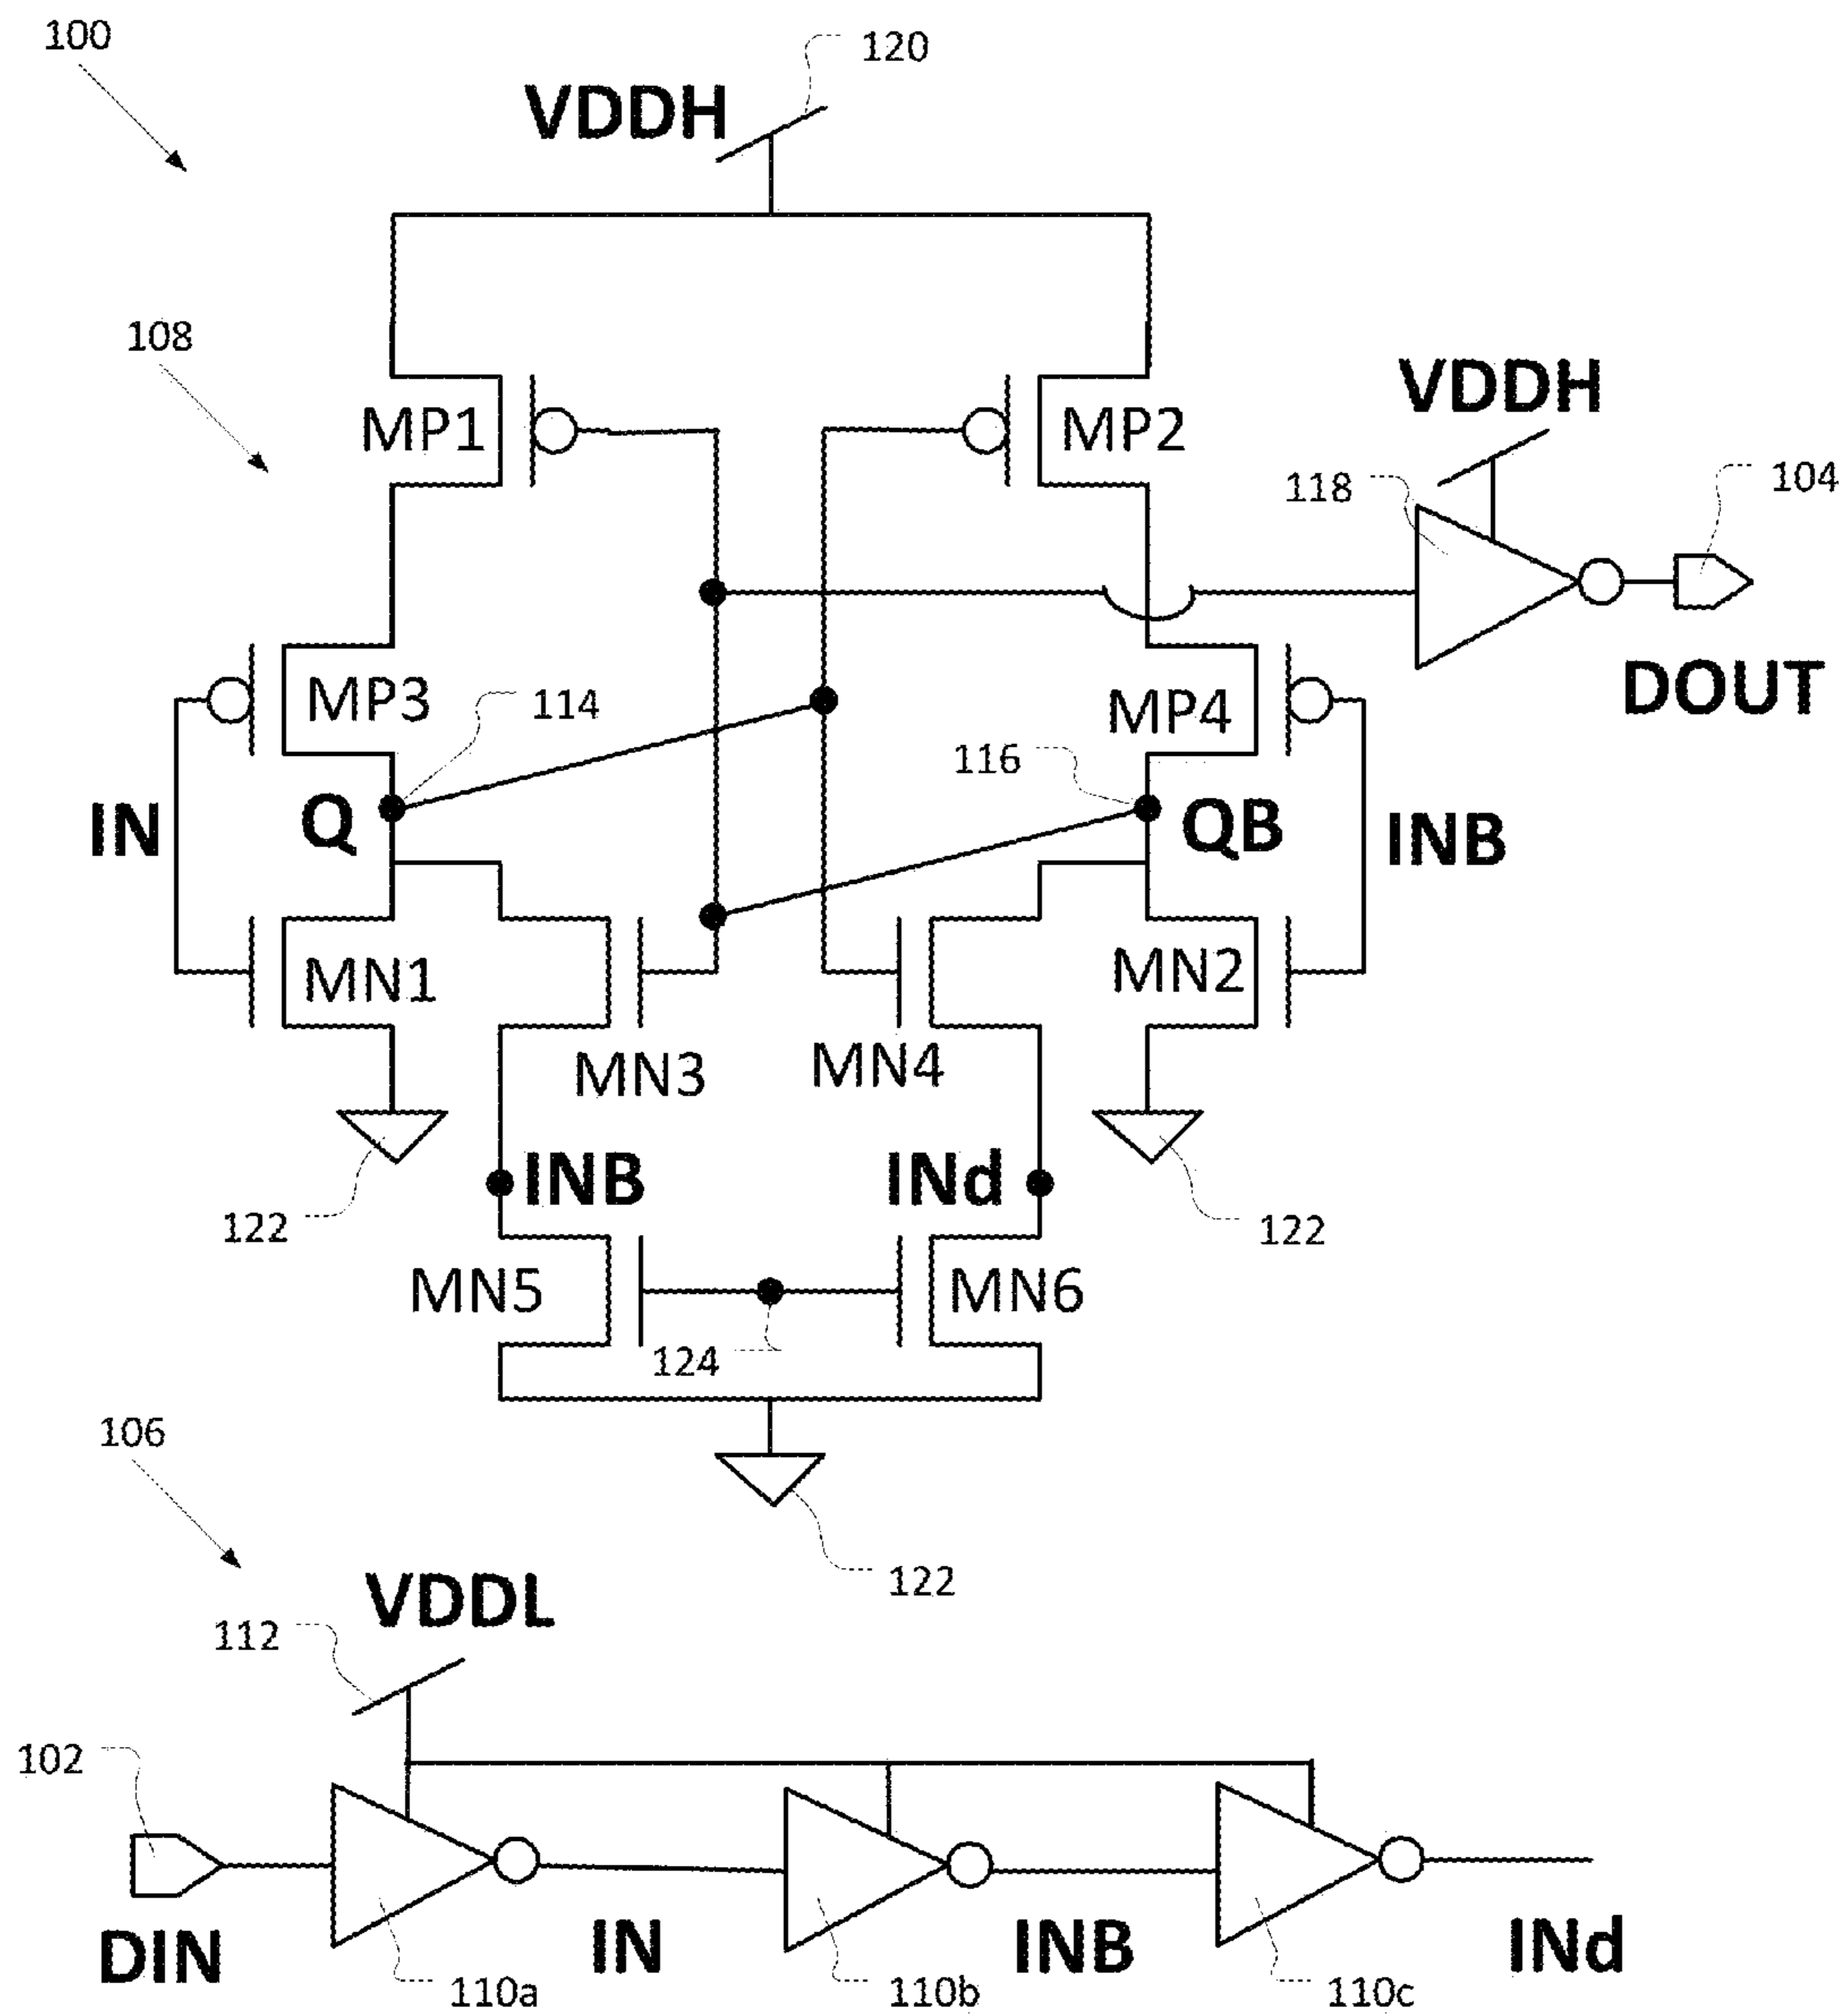 100
120
VDDH
108
VDDH
MP1
MP2
118
104
DOUT
MP3
114
MP4
116
IN
Q
QB
INB
MN1
MN2
MN3
MN4
INB
INd
122
122
MN5
MN6
124
106
122
VDDL
112
102
DIN
IN
INB
INd
110a
110b
110c